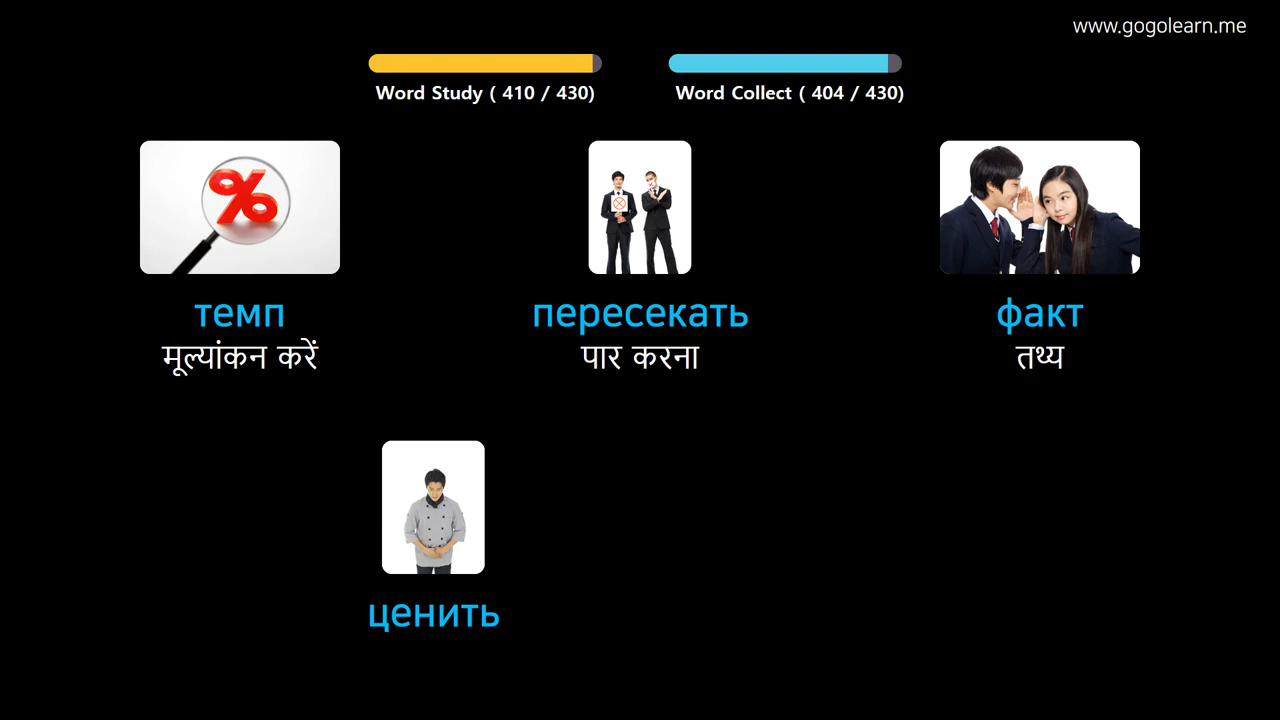 www.gogolearn.me
Word Study ( 410 / 430)
Word Collect ( 404 / 430)
%
темп
मूल्यांकन करें
пересекать
पार करना
факт
तथ्य
ценить